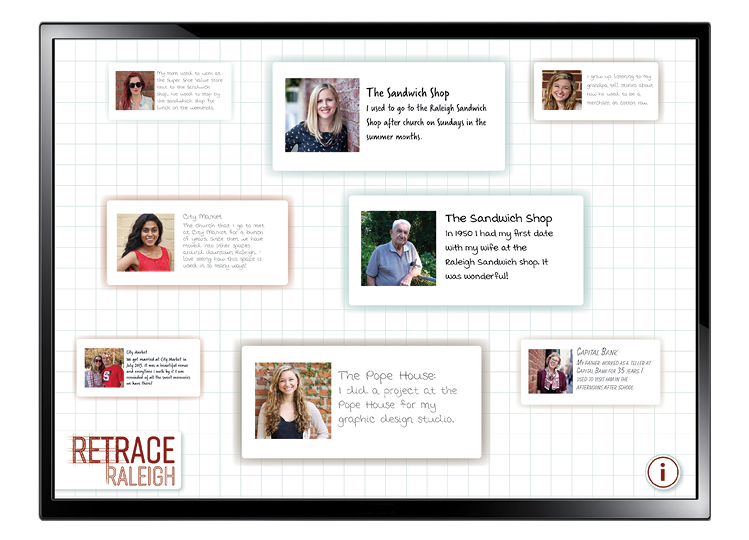 My mom used to work at
the Super $10 Value Store
next to the Sandwich
Shop. We used to stop by
the sandwich shop for
lunch on the weekends.
The Sandwich Shop
I used to go to the Raleigh Sandwich
Shop after church on Sundays in the
summer months.
I grew up listening to my
grandpa tell stories about
how he used to be a
merchant on cotton row.
City Market
The church that I go to met
at City Market for a bunch
of years. Since then we have
moved into other spaces
around downtown Raleigh. I
love seeing how this space is
used in so many ways!
The Sandwich Shop
In 1950 I had my first date
with my wife at the
Raleigh Sandwich shop. It
was wonderful!
City Market
We got married at City Market in
July 2013. It was a beautiful venue
and everytime I walk by it I am
reminded of all the sweet memories
we have there!
The Pope House:
I did a project at the
Pope House for my
graphic design studio.
Capital Bank
My father worked as a teller at
Capital Bank for 35 years. I
used to visit him in the
afternoons after school.
RETRACE
RALEIGH
i